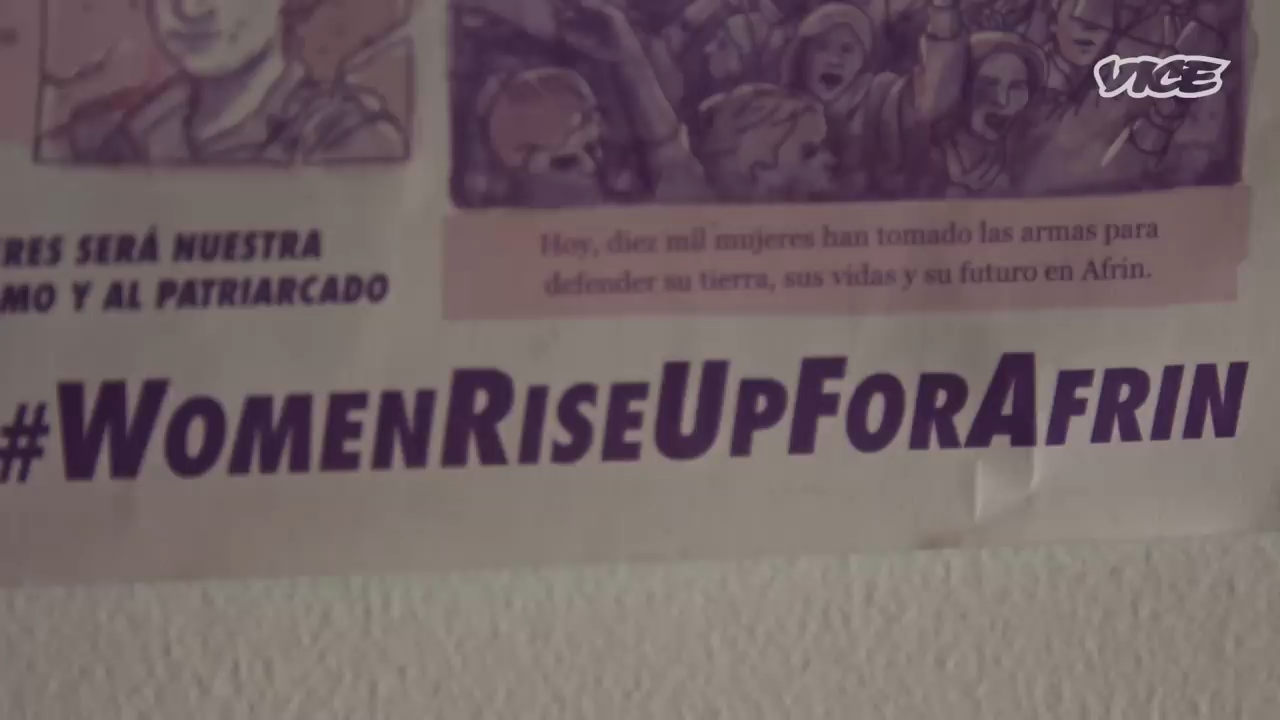 VICE
RES SERÁ NUESTRA
MO Y AL PATRIARCADO
Hoy, diez mil mujeres han tomado las armas para
defender su tierra, sus vidas y su futuro en Afrin.
#WOMENRISEUPFORAFRIN